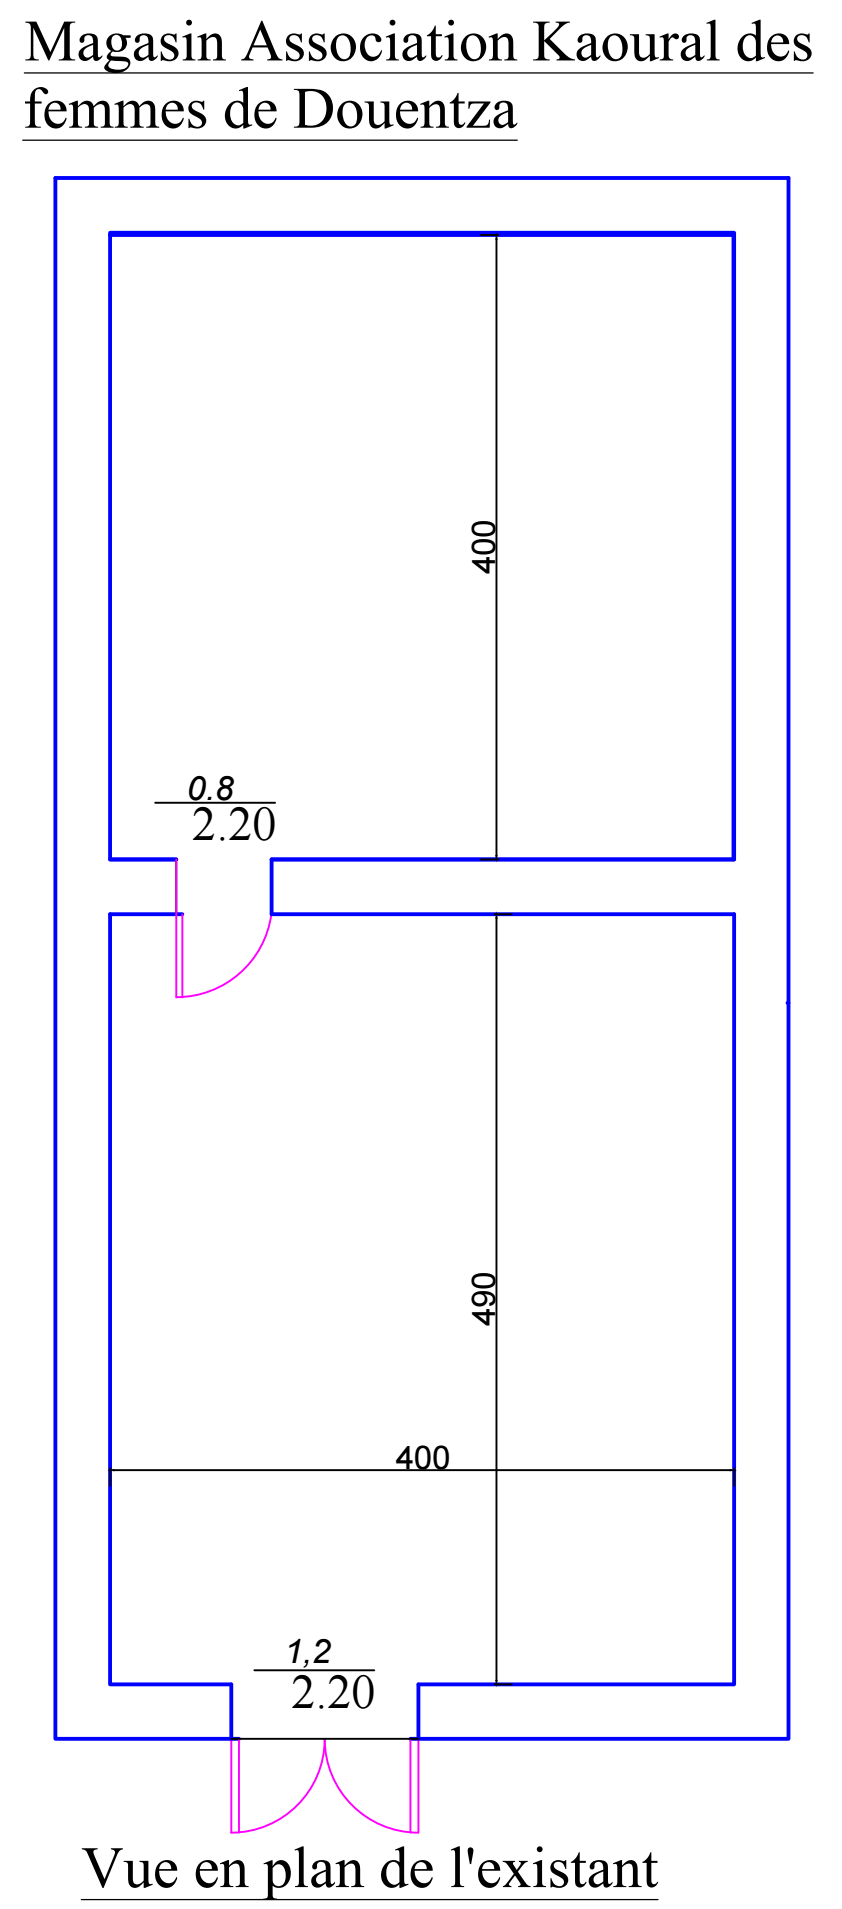 Magasin Association Kaoural des
femmes de Douentza
400
0.8
2.20
490
400
1,2
2.20
Vue en plan de l'existant